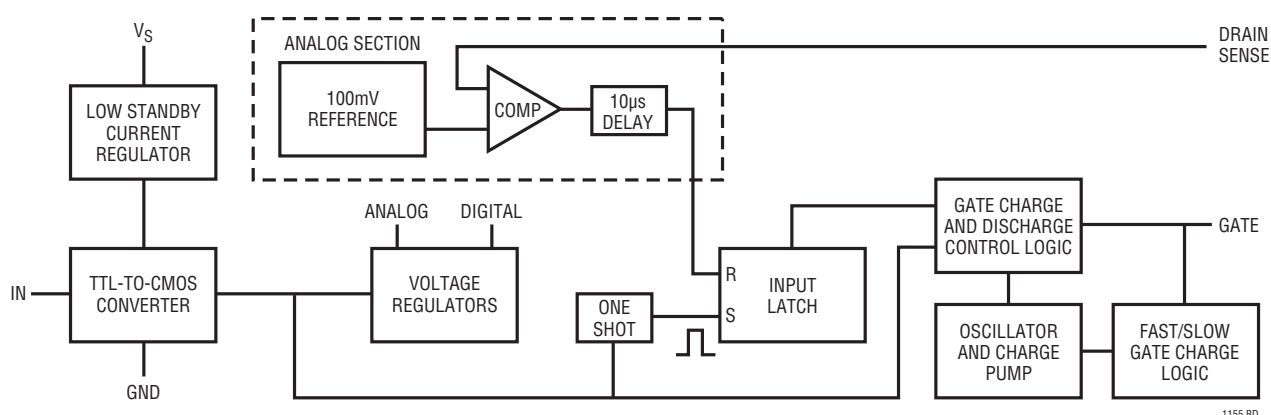 V_S
LOW STANDBY
CURRENT
REGULATOR
ANALOG SECTION
100mV
REFERENCE
COMP
10µs
DELAY
DRAIN
SENSE
IN
TTL-TO-CMOS
CONVERTER
GND
ANALOG
DIGITAL
VOLTAGE
REGULATORS
ONE
SHOT
R
S
INPUT
LATCH
GATE CHARGE
AND DISCHARGE
CONTROL LOGIC
GATE
OSCILLATOR
AND CHARGE
PUMP
FAST/SLOW
GATE CHARGE
LOGIC
1155 BD